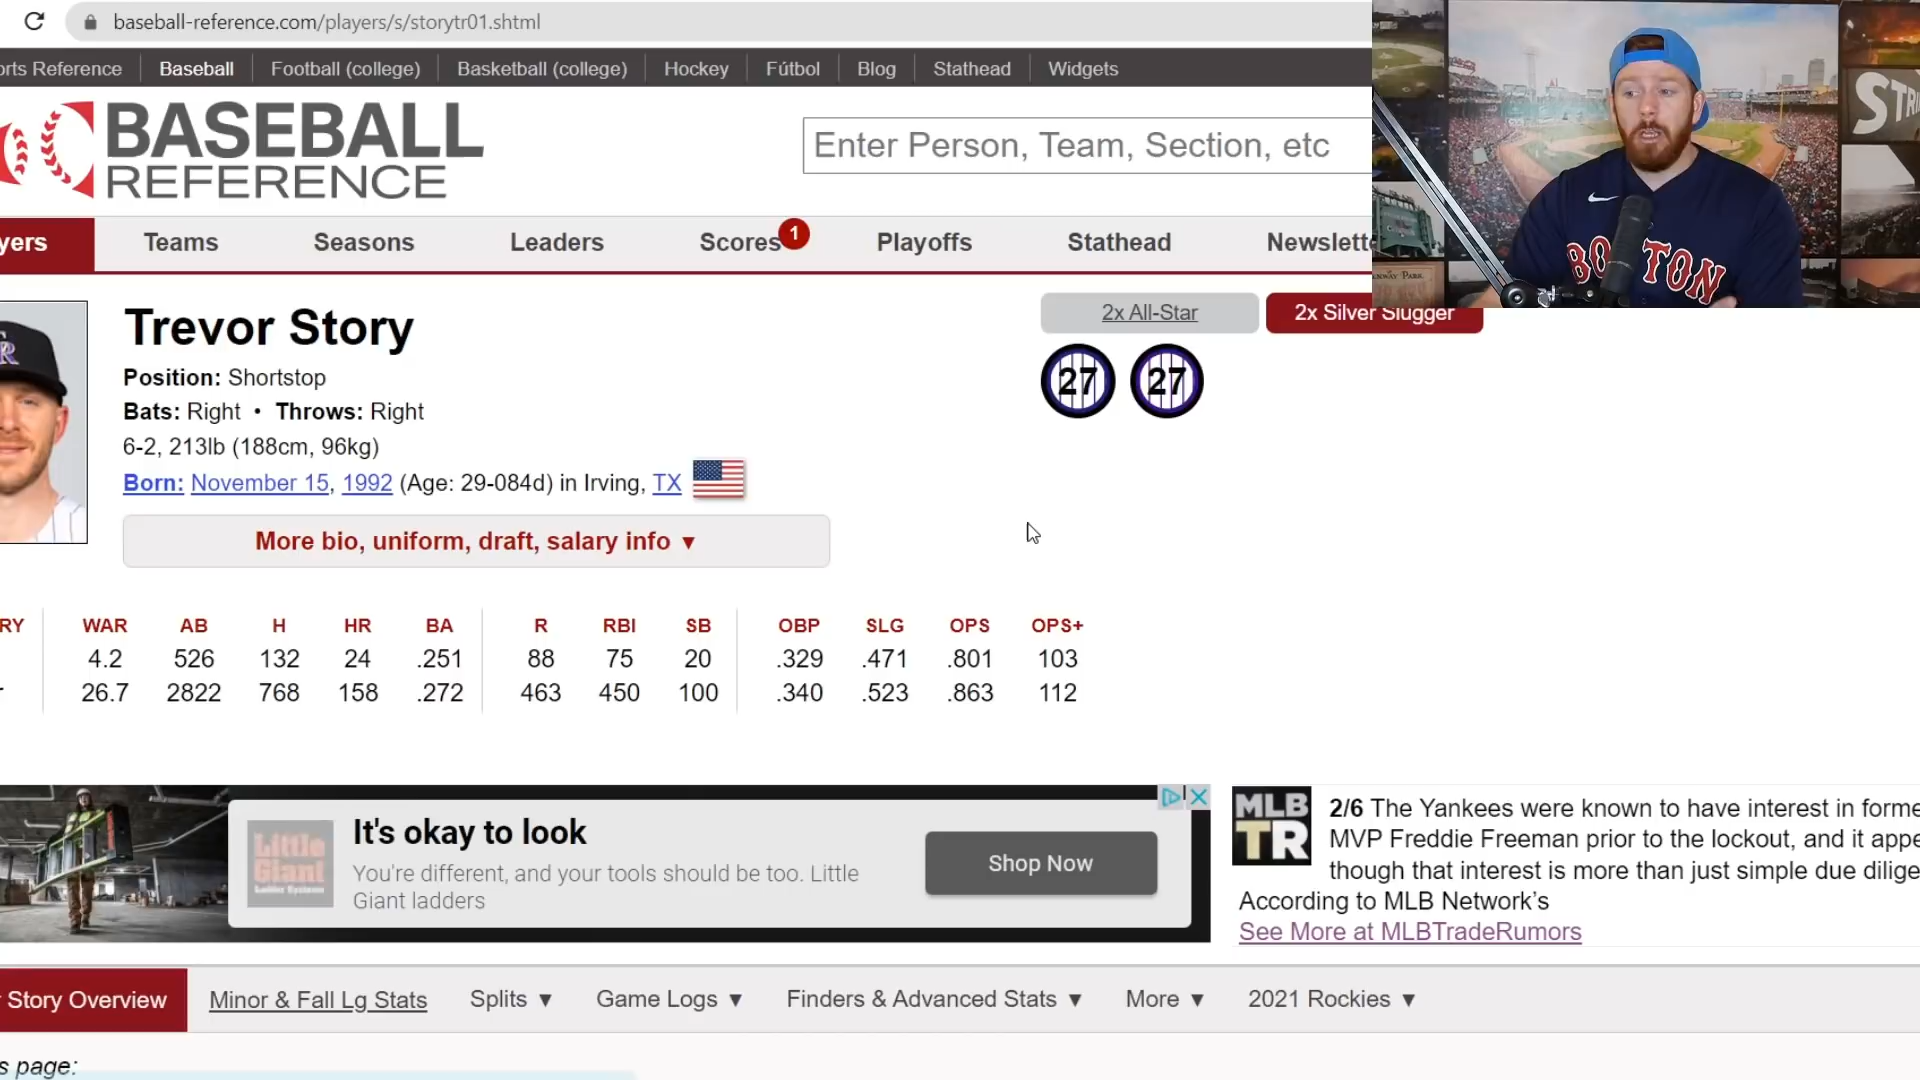 baseball-reference.com/players/s/storytr01.shtml
rts Reference Baseball Football (college) Basketball (college) Hockey Fútbol Blog Stathead Widgets
BASEBALL
REFERENCE
Enter Person, Team, Section, etc
STR
BOSTON
yers Teams Seasons Leaders Scores 1 Playoffs Stathead Newslett
NWAY PARK
R
Trevor Story
2x All-Star 2x Silver Slugger
27 27
Position: Shortstop
Bats: Right • Throws: Right
6-2, 213lb (188cm, 96kg)
Born: November 15, 1992 (Age: 29-084d) in Irving, TX
More bio, uniform, draft, salary info ▼
RY WAR AB H HR BA R RBI SB OBP SLG OPS OPS+
4.2 526 132 24 .251 88 75 20 .329 .471 .801 103
26.7 2822 768 158 .272 463 450 100 .340 .523 .863 112
Little
Giant
Ladder Systems
It's okay to look
You're different, and your tools should be too. Little
Giant ladders
Shop Now
MLB
TR
2/6 The Yankees were known to have interest in forme
MVP Freddie Freeman prior to the lockout, and it appe
though that interest is more than just simple due dilige
According to MLB Network's
See More at MLBTradeRumors
Story Overview Minor & Fall Lg Stats Splits ▼ Game Logs ▼ Finders & Advanced Stats ▼ More ▼ 2021 Rockies ▼
s page: